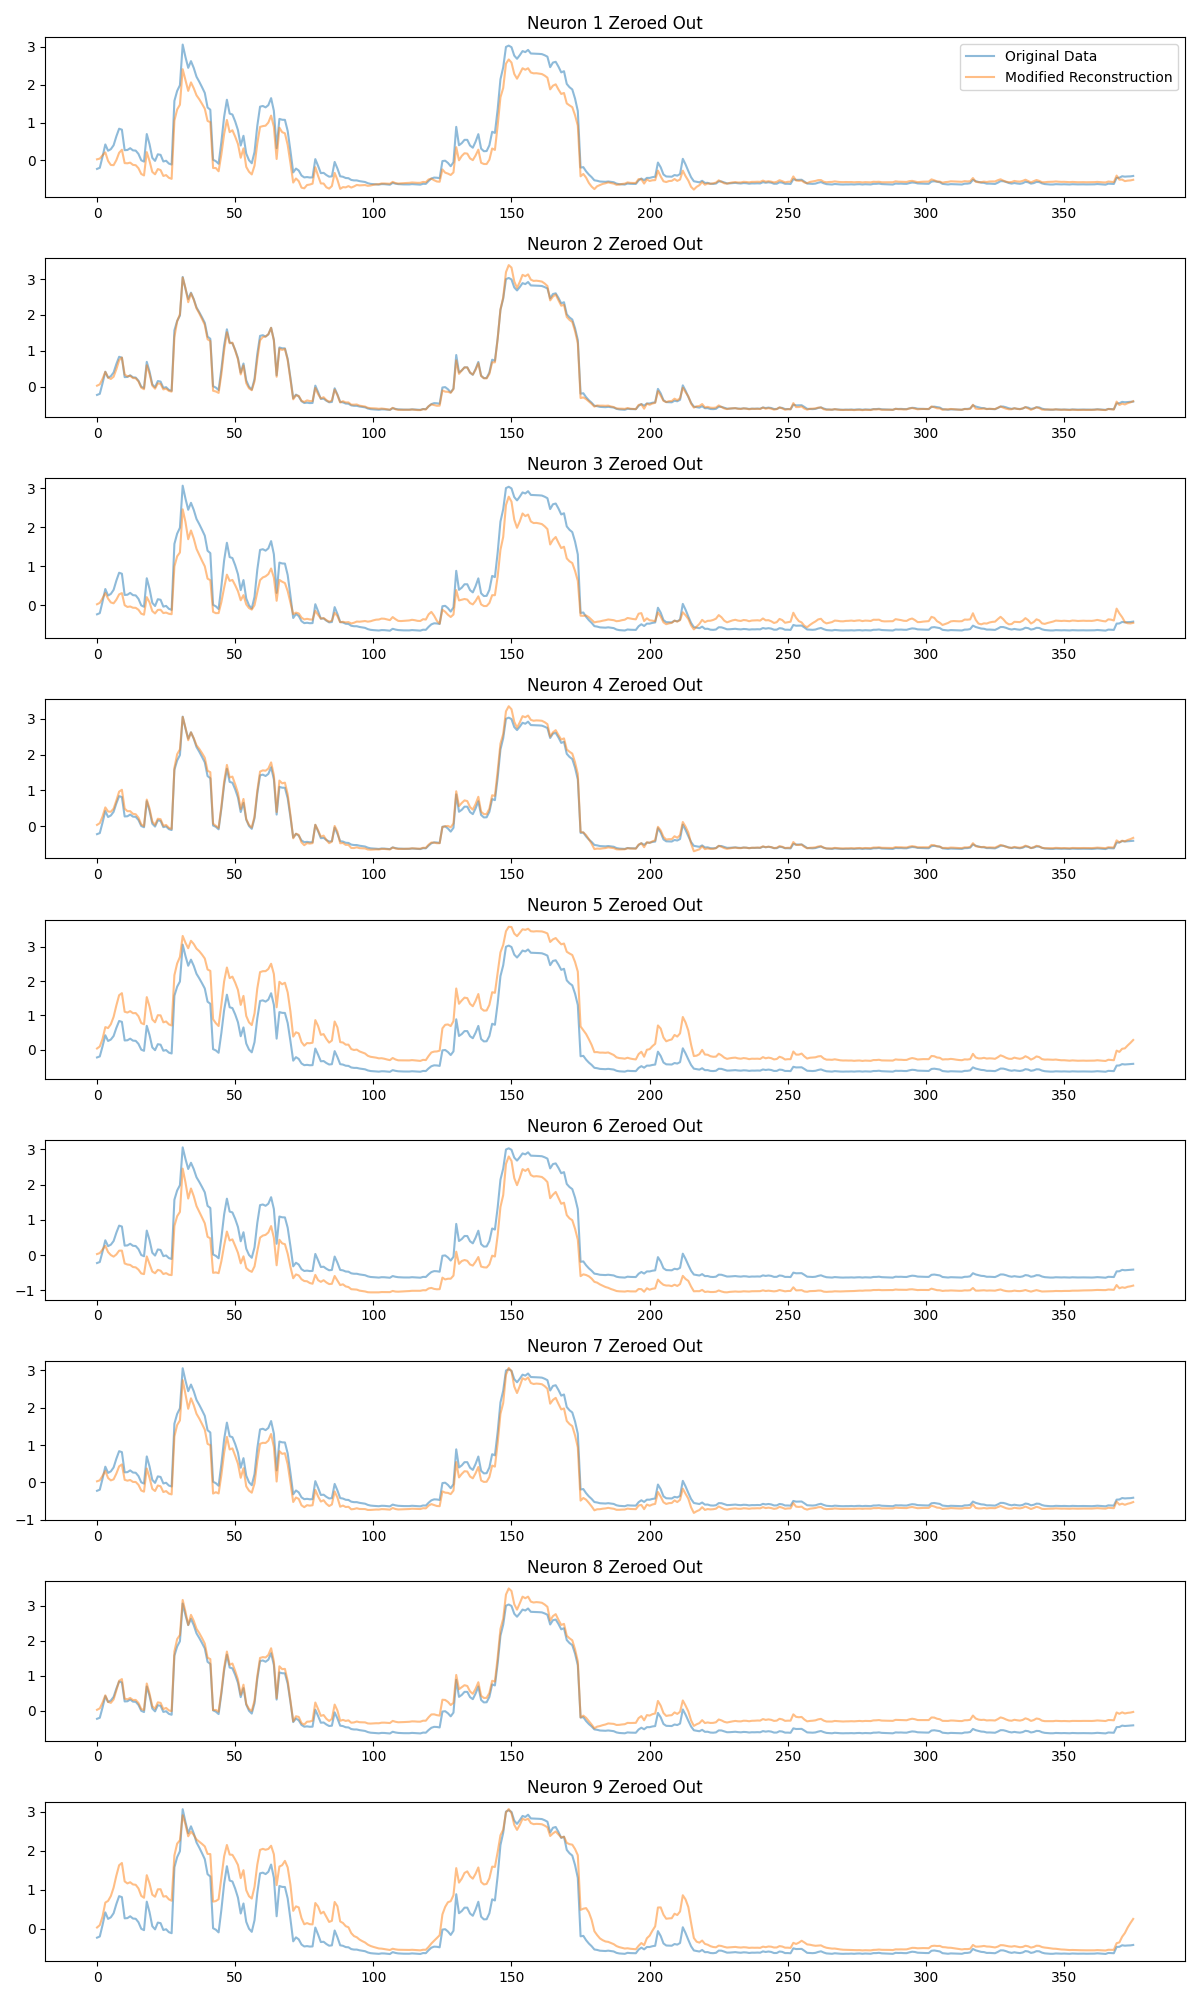 Neuron 1 Zeroed Out
3
2
1
0
Original Data
Modified Reconstruction
0 50 100 150 200 250 300 350
Neuron 2 Zeroed Out
3
2
1
0
0 50 100 150 200 250 300 350
Neuron 3 Zeroed Out
3
2
1
0
0 50 100 150 200 250 300 350
Neuron 4 Zeroed Out
3
2
1
0
0 50 100 150 200 250 300 350
Neuron 5 Zeroed Out
3
2
1
0
0 50 100 150 200 250 300 350
Neuron 6 Zeroed Out
3
2
1
0
−1
0 50 100 150 200 250 300 350
Neuron 7 Zeroed Out
3
2
1
0
−1
0 50 100 150 200 250 300 350
Neuron 8 Zeroed Out
3
2
1
0
0 50 100 150 200 250 300 350
Neuron 9 Zeroed Out
3
2
1
0
0 50 100 150 200 250 300 350